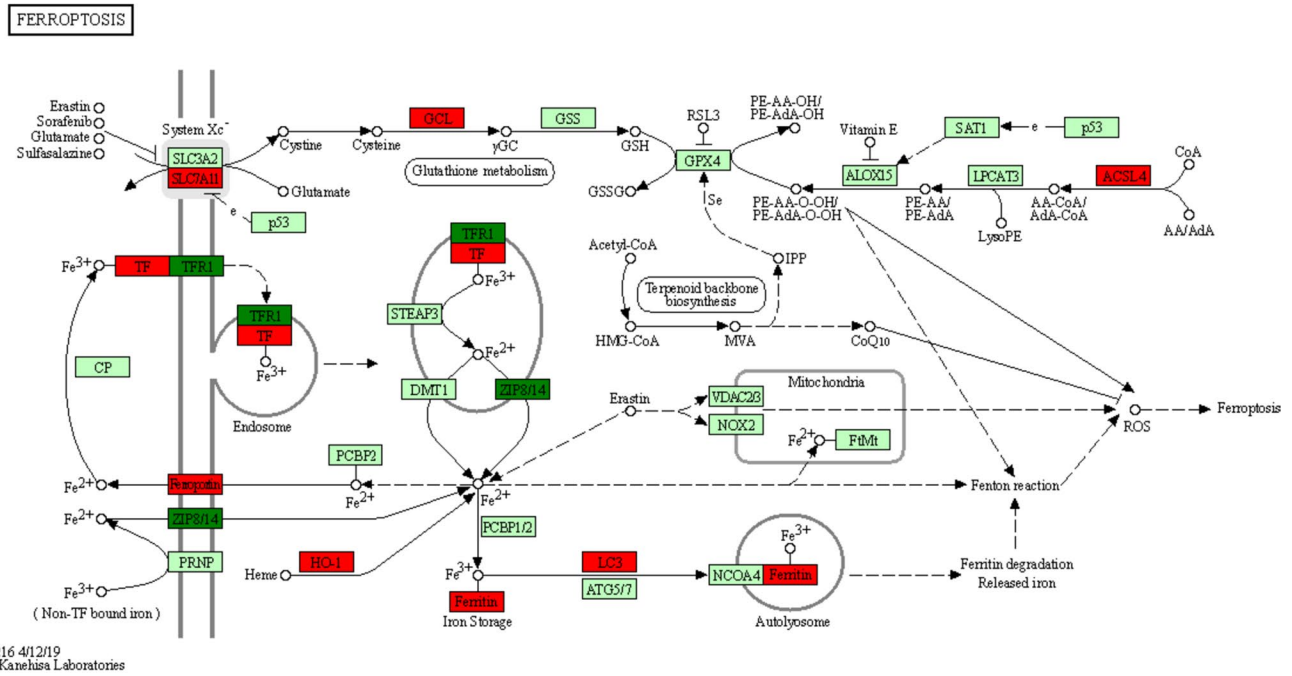 FERROPTOSIS
Erastin
Sorafenib
Glutamate
Sulfasalazine
System Xc⁻
SLC3A2
SLC7A11
Cystine
Glutamate
e
p53
Cysteine
GCL
γGC
GSS
GSH
Glutathione metabolism
RSL3
GPX4
GSSG
PE-AA-OH/
PE-AdA-OH
Se
PE-AA-O-OH/
PE-AdA-O-OH
Vitamin E
ALOX15
SAT1
e
p53
PE-AA/
PE-AdA
LPCAT3
LysoPE
AA-CoA/
AdA-CoA
ACSL4
CoA
AA/AdA
Fe³⁺
TF
TFR1
TFR1
TF
Fe³⁺
Endosome
CP
TFR1
TF
Fe³⁺
STEAP3
Fe²⁺
DMT1
ZIP8/14
Acetyl-CoA
IPP
Terpenoid backbone
biosynthesis
HMG-CoA
MVA
CoQ10
Erastin
VDAC2/3
NOX2
Mitochondria
Fe²⁺
FtMt
ROS
Ferroptosis
Fe²⁺
Ferroportin
PCBP2
Fe²⁺
Fe²⁺
Fenton reaction
Fe²⁺
ZIP8/14
PRNP
Fe³⁺
( Non-TF bound iron )
Heme
HO-1
PCBP1/2
Fe³⁺
Ferritin
Iron Storage
LC3
ATG5/7
Fe³⁺
NCOA4
Ferritin
Autolyosome
Ferritin degradation
Released iron
16 4/12/19
Kanehisa Laboratories